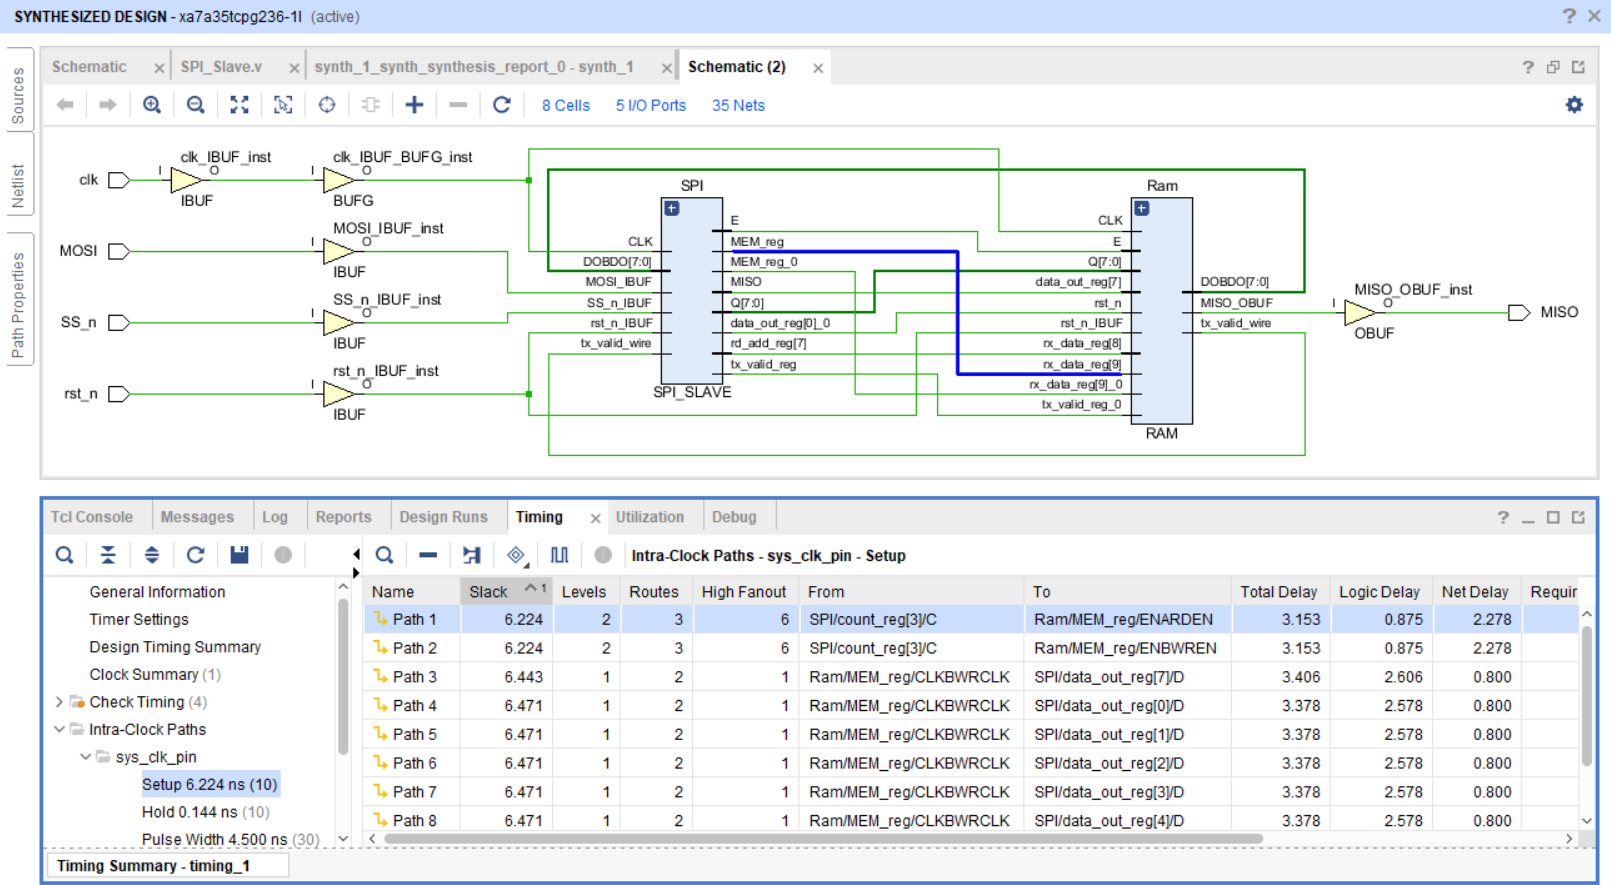 SYNTHESIZED DESIGN - xa7a35tcpg236-1I (active)
Sources
Netlist
Path Properties
Schematic
SPI_Slave.v
synth_1_synth_synthesis_report_0 - synth_1
Schematic (2)
8 Cells 5 I/O Ports 35 Nets
clk
I
clk_IBUF_inst
O
IBUF
I
clk_IBUF_BUFG_inst
O
BUFG
MOSI
I
MOSI_IBUF_inst
O
IBUF
SS_n
I
SS_n_IBUF_inst
O
IBUF
rst_n
I
rst_n_IBUF_inst
O
IBUF
SPI
CLK
DOBDO[7:0]
MOSI_IBUF
SS_n_IBUF
rst_n_IBUF
tx_valid_wire
E
MEM_reg
MEM_reg_0
MISO
Q[7:0]
data_out_reg[0]_0
rd_add_reg[7]
tx_valid_reg
SPI_SLAVE
Ram
CLK
E
Q[7:0]
data_out_reg[7]
rst_n
rst_n_IBUF
rx_data_reg[8]
rx_data_reg[9]
rx_data_reg[9]_0
tx_valid_reg_0
DOBDO[7:0]
MISO_OBUF
tx_valid_wire
RAM
I
MISO_OBUF_inst
O
OBUF
MISO
Tcl Console Messages Log Reports Design Runs Timing Utilization Debug
Intra-Clock Paths - sys_clk_pin - Setup
General Information
Timer Settings
Design Timing Summary
Clock Summary (1)
Check Timing (4)
Intra-Clock Paths
sys_clk_pin
Setup 6.224 ns (10)
Hold 0.144 ns (10)
Pulse Width 4.500 ns (30)
Name Slack 1 Levels Routes High Fanout From To Total Delay Logic Delay Net Delay Requir
Path 1 6.224 2 3 6 SPI/count_reg[3]/C Ram/MEM_reg/ENARDEN 3.153 0.875 2.278
Path 2 6.224 2 3 6 SPI/count_reg[3]/C Ram/MEM_reg/ENBWREN 3.153 0.875 2.278
Path 3 6.443 1 2 1 Ram/MEM_reg/CLKBWRCLK SPI/data_out_reg[7]/D 3.406 2.606 0.800
Path 4 6.471 1 2 1 Ram/MEM_reg/CLKBWRCLK SPI/data_out_reg[0]/D 3.378 2.578 0.800
Path 5 6.471 1 2 1 Ram/MEM_reg/CLKBWRCLK SPI/data_out_reg[1]/D 3.378 2.578 0.800
Path 6 6.471 1 2 1 Ram/MEM_reg/CLKBWRCLK SPI/data_out_reg[2]/D 3.378 2.578 0.800
Path 7 6.471 1 2 1 Ram/MEM_reg/CLKBWRCLK SPI/data_out_reg[3]/D 3.378 2.578 0.800
Path 8 6.471 1 2 1 Ram/MEM_reg/CLKBWRCLK SPI/data_out_reg[4]/D 3.378 2.578 0.800
Timing Summary - timing_1